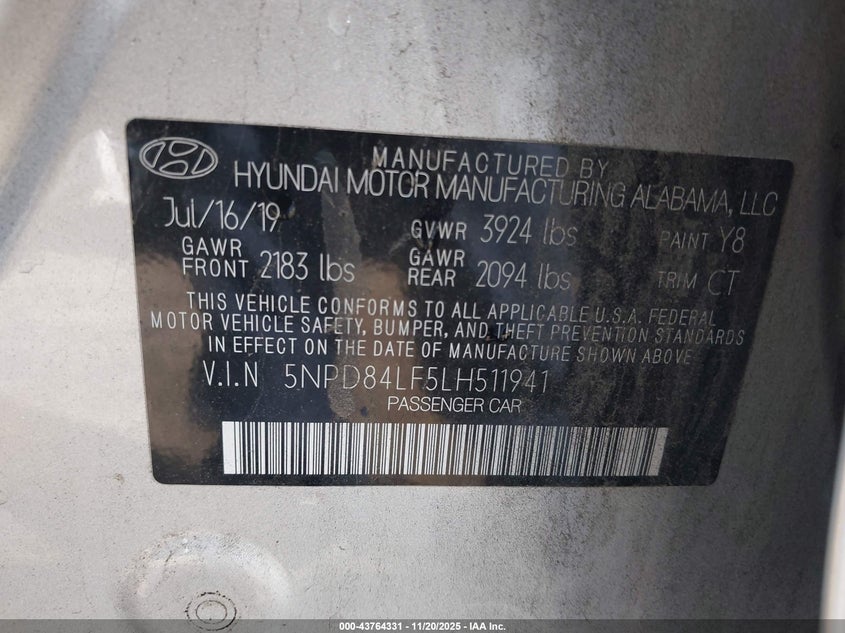 MANUFACTURED BY
HYUNDAI MOTOR MANUFACTURING ALABAMA, LLC
Jul/16/19 GVWR 3924 lbs PAINT Y8
GAWR FRONT 2183 lbs GAWR REAR 2094 lbs TRIM CT
THIS VEHICLE CONFORMS TO ALL APPLICABLE U.S.A. FEDERAL
MOTOR VEHICLE SAFETY, BUMPER, AND THEFT PREVENTION STANDARDS
IN EFFECT ON THE DATE OF MANUFACTURE SHOWN ABOVE
V.I.N 5NPD84LF5LH511941
PASSENGER CAR
000-43764331 — 11/20/2025 — IAA Inc.